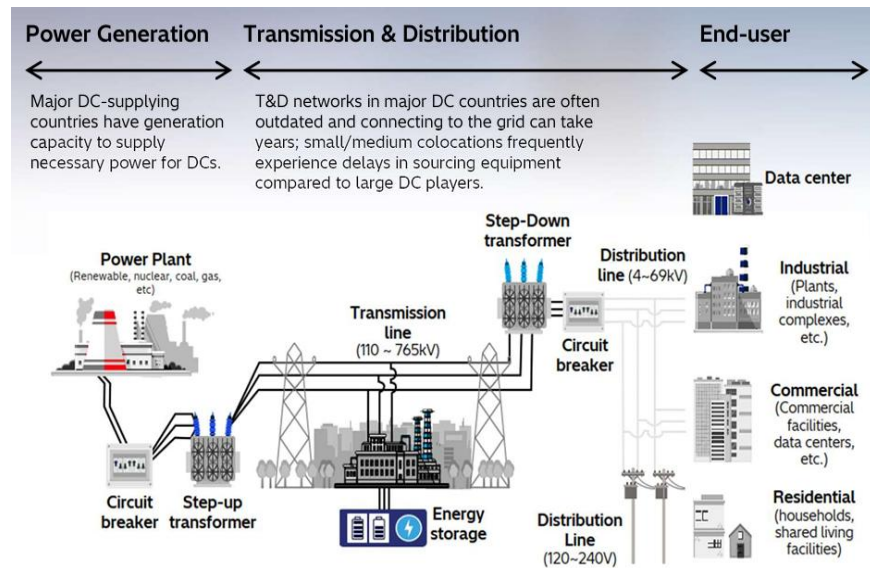 Power Generation
Transmission & Distribution
End-user
Major DC-supplying
countries have generation
capacity to supply
necessary power for DCs.
T&D networks in major DC countries are often
outdated and connecting to the grid can take
years; small/medium colocations frequently
experience delays in sourcing equipment
compared to large DC players.
Data center
Step-Down
transformer
Distribution
line (4~69kV)
Power Plant
(Renewable, nuclear, coal, gas,
etc)
Industrial
(Plants,
industrial
complexes,
etc.)
Transmission
line
(110 ~ 765kV)
Circuit
breaker
Commercial
(Commercial
facilities,
data centers,
etc.)
Circuit
breaker
Step-up
transformer
Energy
storage
Distribution
Line
(120~240V)
Residential
(households,
shared living
facilities)